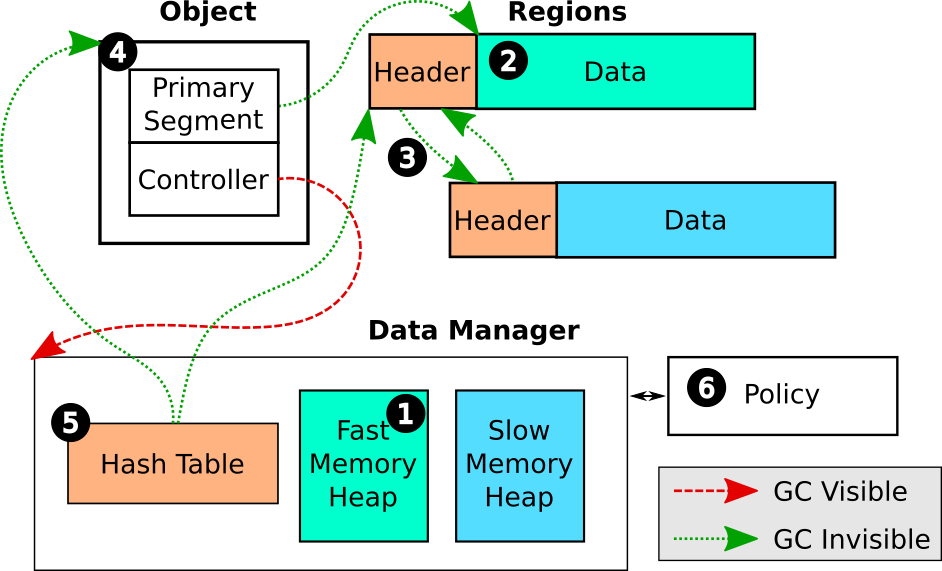 Object
Regions
4
Primary
Segment
Controller
Header
2
Data
3
Header
Data
Data Manager
5
Hash Table
1
Fast
Memory
Heap
Slow
Memory
Heap
6
Policy
GC Visible
GC Invisible